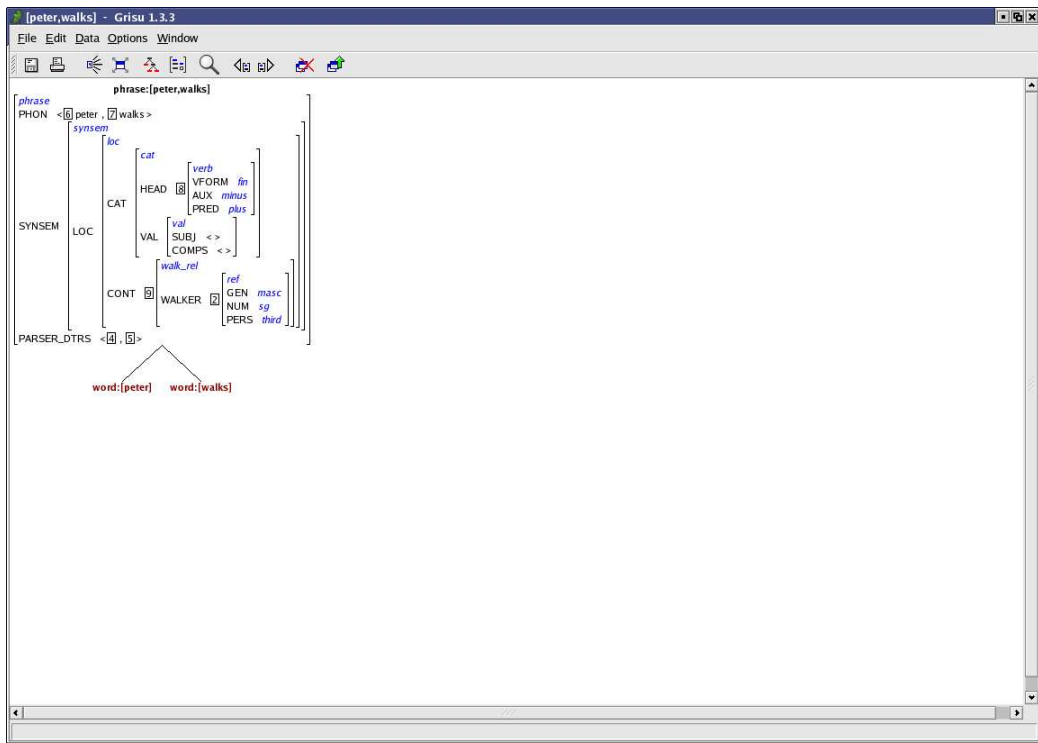 [peter,walks] - Grisu 1.3.3
File Edit Data Options Window
phrase:[peter,walks]
phrase
PHON <6 peter , 7 walks >
synsem
loc
cat
verb
VFORM fin
HEAD 8
AUX minus
PRED plus
CAT
val
SYNSEM
LOC
VAL
SUBJ < >
COMPS < >
walk_rel
ref
GEN masc
CONT 9
WALKER 2
NUM sg
PERS third
PARSER_DTRS <4 , 5>
word:[peter] word:[walks]